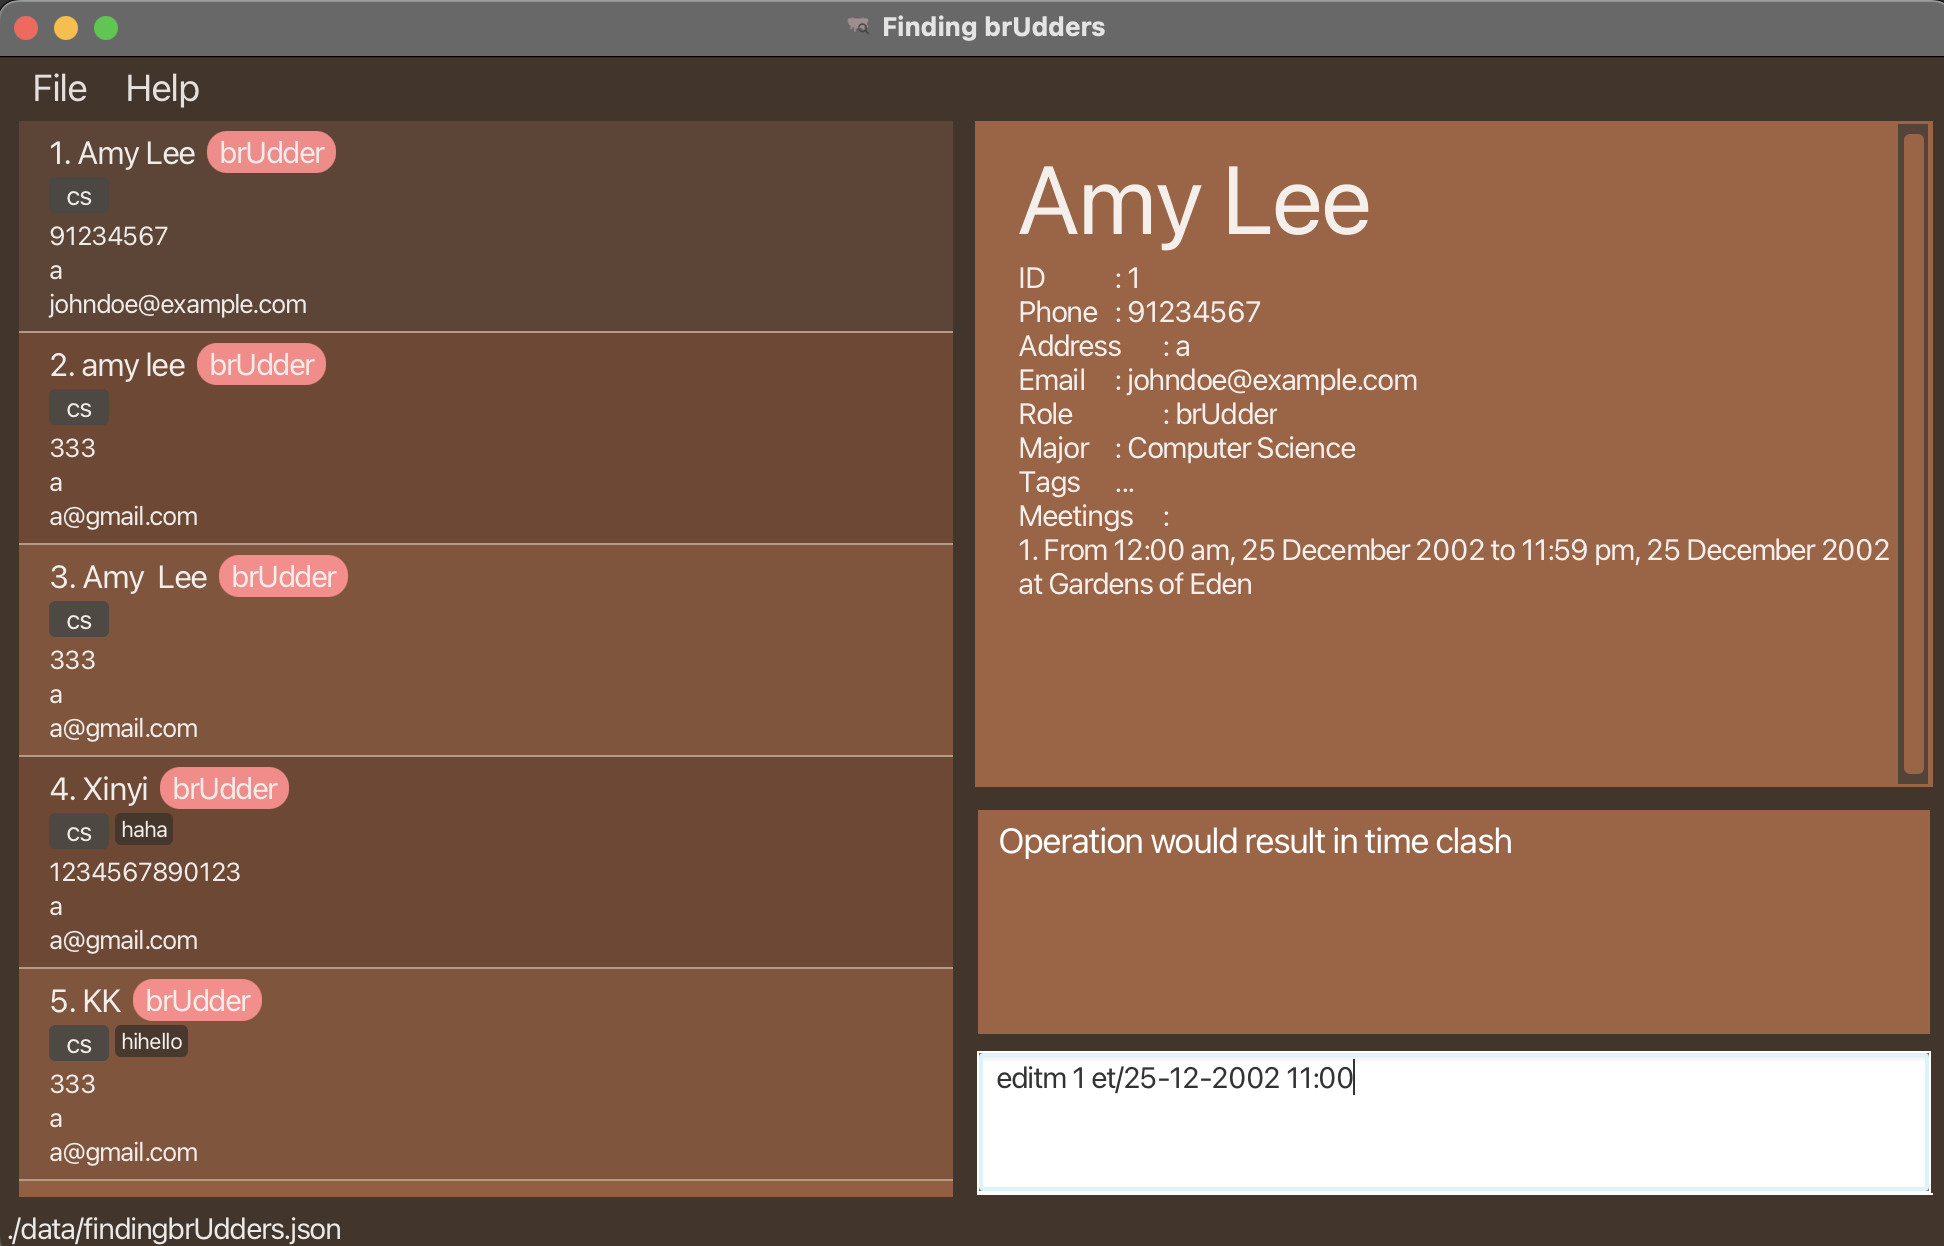 Finding brUdders
File Help
1. Amy Lee brUdder
cs
91234567
a
johndoe@example.com
2. amy lee brUdder
cs
333
a
a@gmail.com
3. Amy  Lee brUdder
cs
333
a
a@gmail.com
4. Xinyi brUdder
cs haha
1234567890123
a
a@gmail.com
5. KK brUdder
cs hihello
333
a
a@gmail.com
Amy Lee
ID : 1
Phone : 91234567
Address : a
Email : johndoe@example.com
Role : brUdder
Major : Computer Science
Tags ...
Meetings :
1. From 12:00 am, 25 December 2002 to 11:59 pm, 25 December 2002
at Gardens of Eden
Operation would result in time clash
editm 1 et/25-12-2002 11:00
./data/findingbrUdders.json